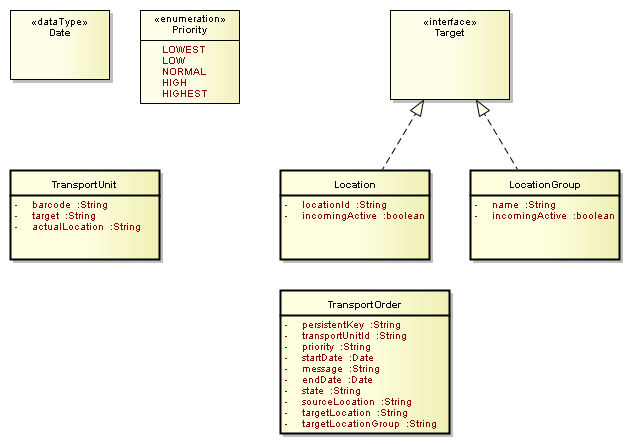 «dataType»
Date
«enumeration»
Priority
LOWEST
LOW
NORMAL
HIGH
HIGHEST
«interface»
Target
TransportUnit
- barcode :String
- target :String
- actualLocation :String
Location
- locationId :String
- incomingActive :boolean
LocationGroup
- name :String
- incomingActive :boolean
TransportOrder
- persistentKey :String
- transportUnitId :String
- priority :String
- startDate :Date
- message :String
- endDate :Date
- state :String
- sourceLocation :String
- targetLocation :String
- targetLocationGroup :String